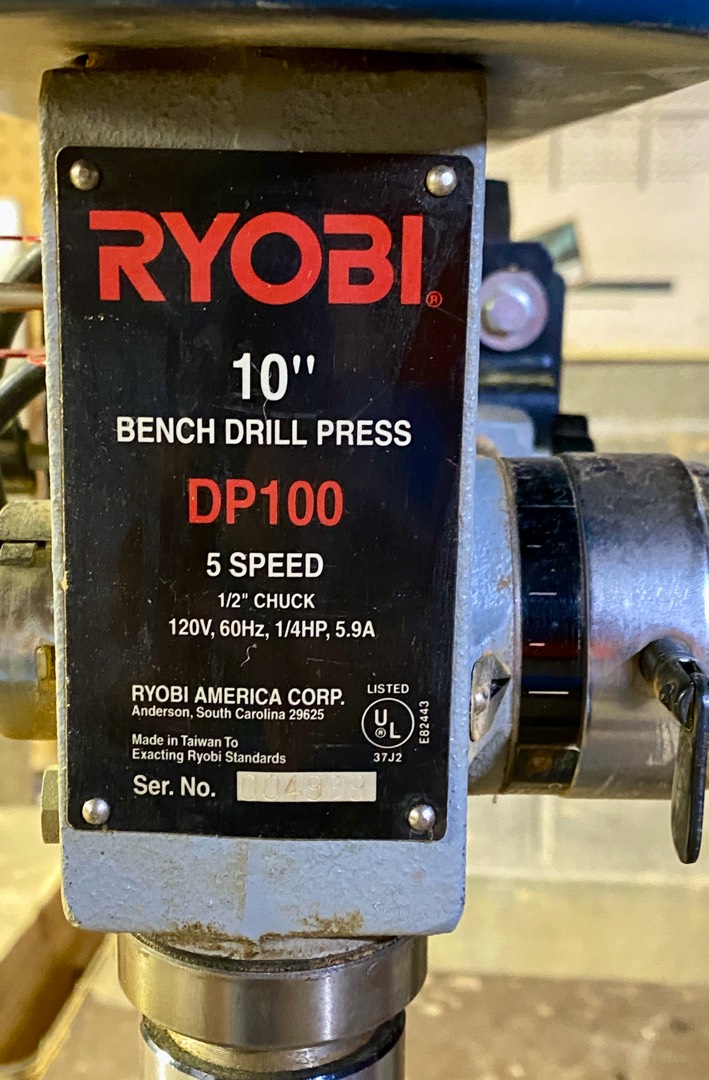 RYOBI®
10"
BENCH DRILL PRESS
DP100
5 SPEED
1/2" CHUCK
120V, 60Hz, 1/4HP, 5.9A
RYOBI AMERICA CORP.
Anderson, South Carolina 29625
Made in Taiwan To
Exacting Ryobi Standards
Ser. No.
LISTED
UL®
E82443
37J2